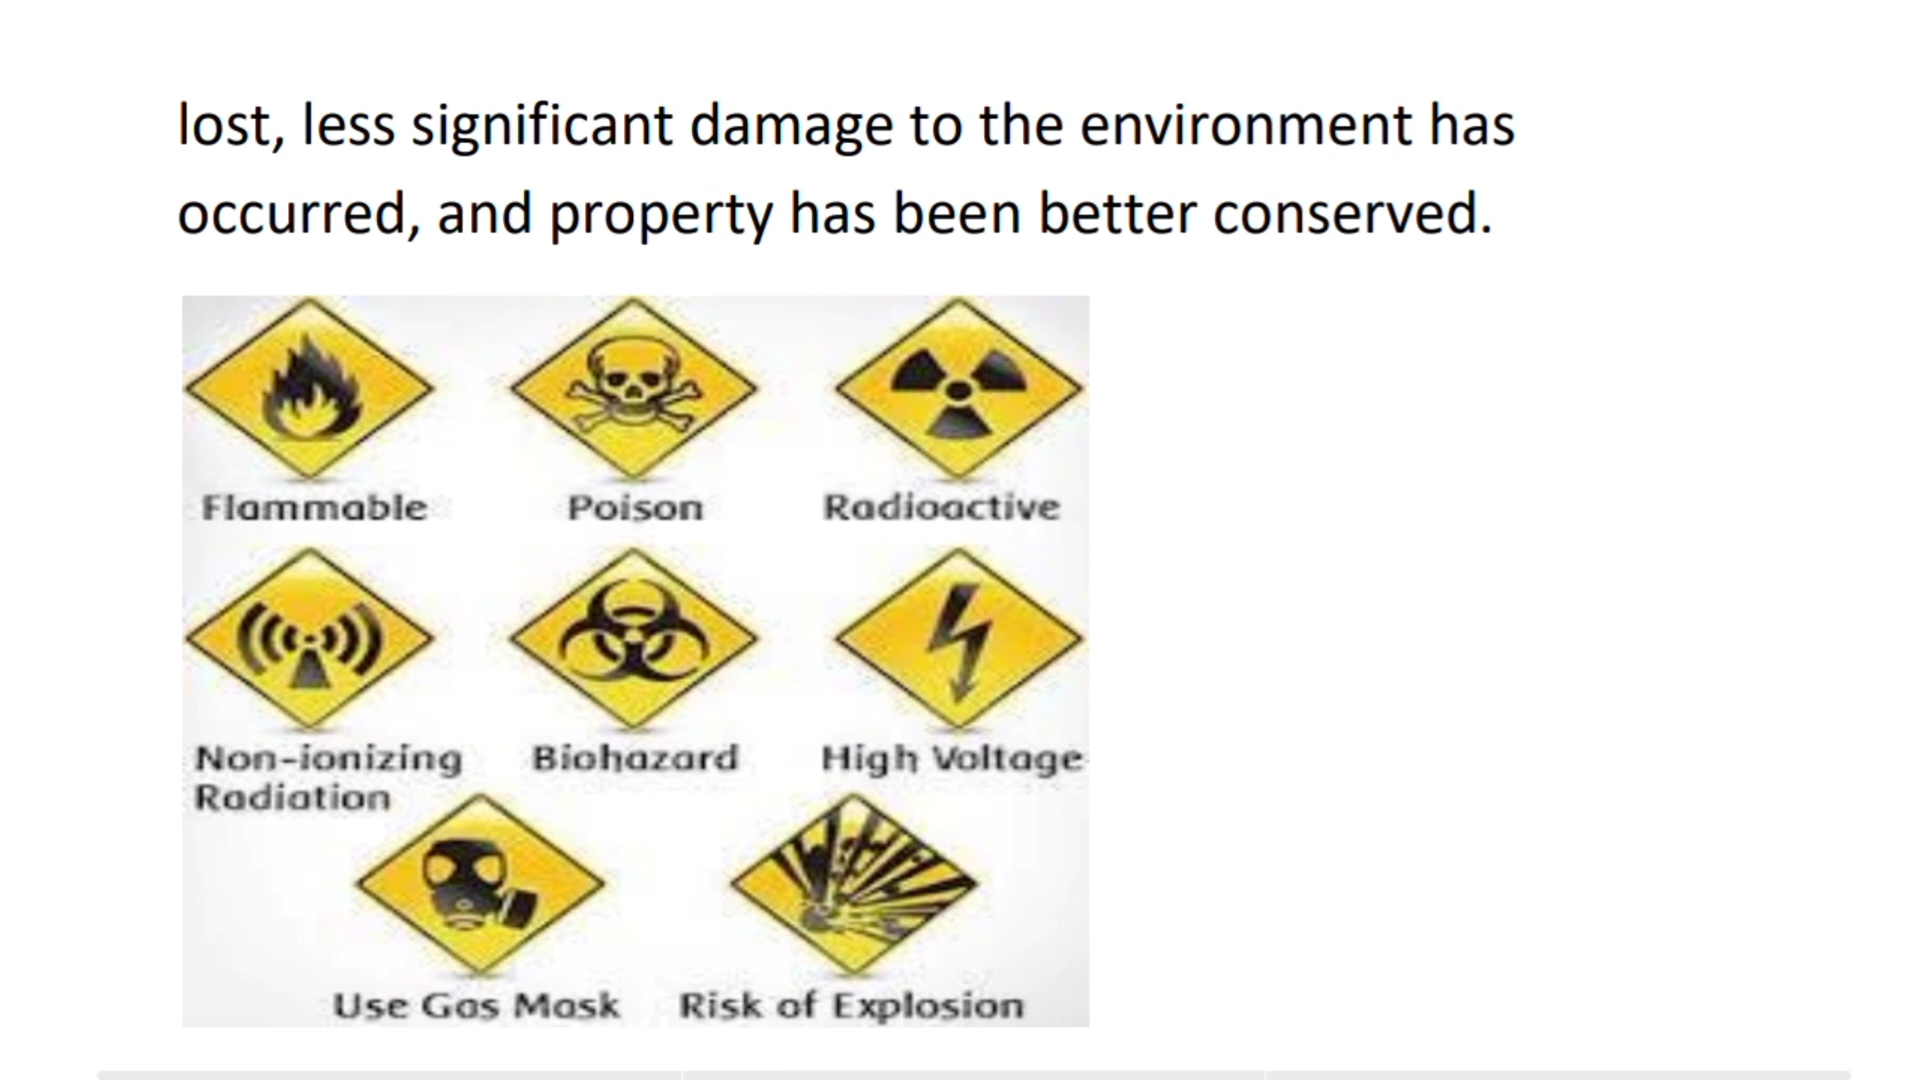 lost, less significant damage to the environment has
occurred, and property has been better conserved.
Flammable
Poison
Radioactive
Non-ionizing
Radiation
Biohazard
High Voltage
Use Gas Mask
Risk of Explosion